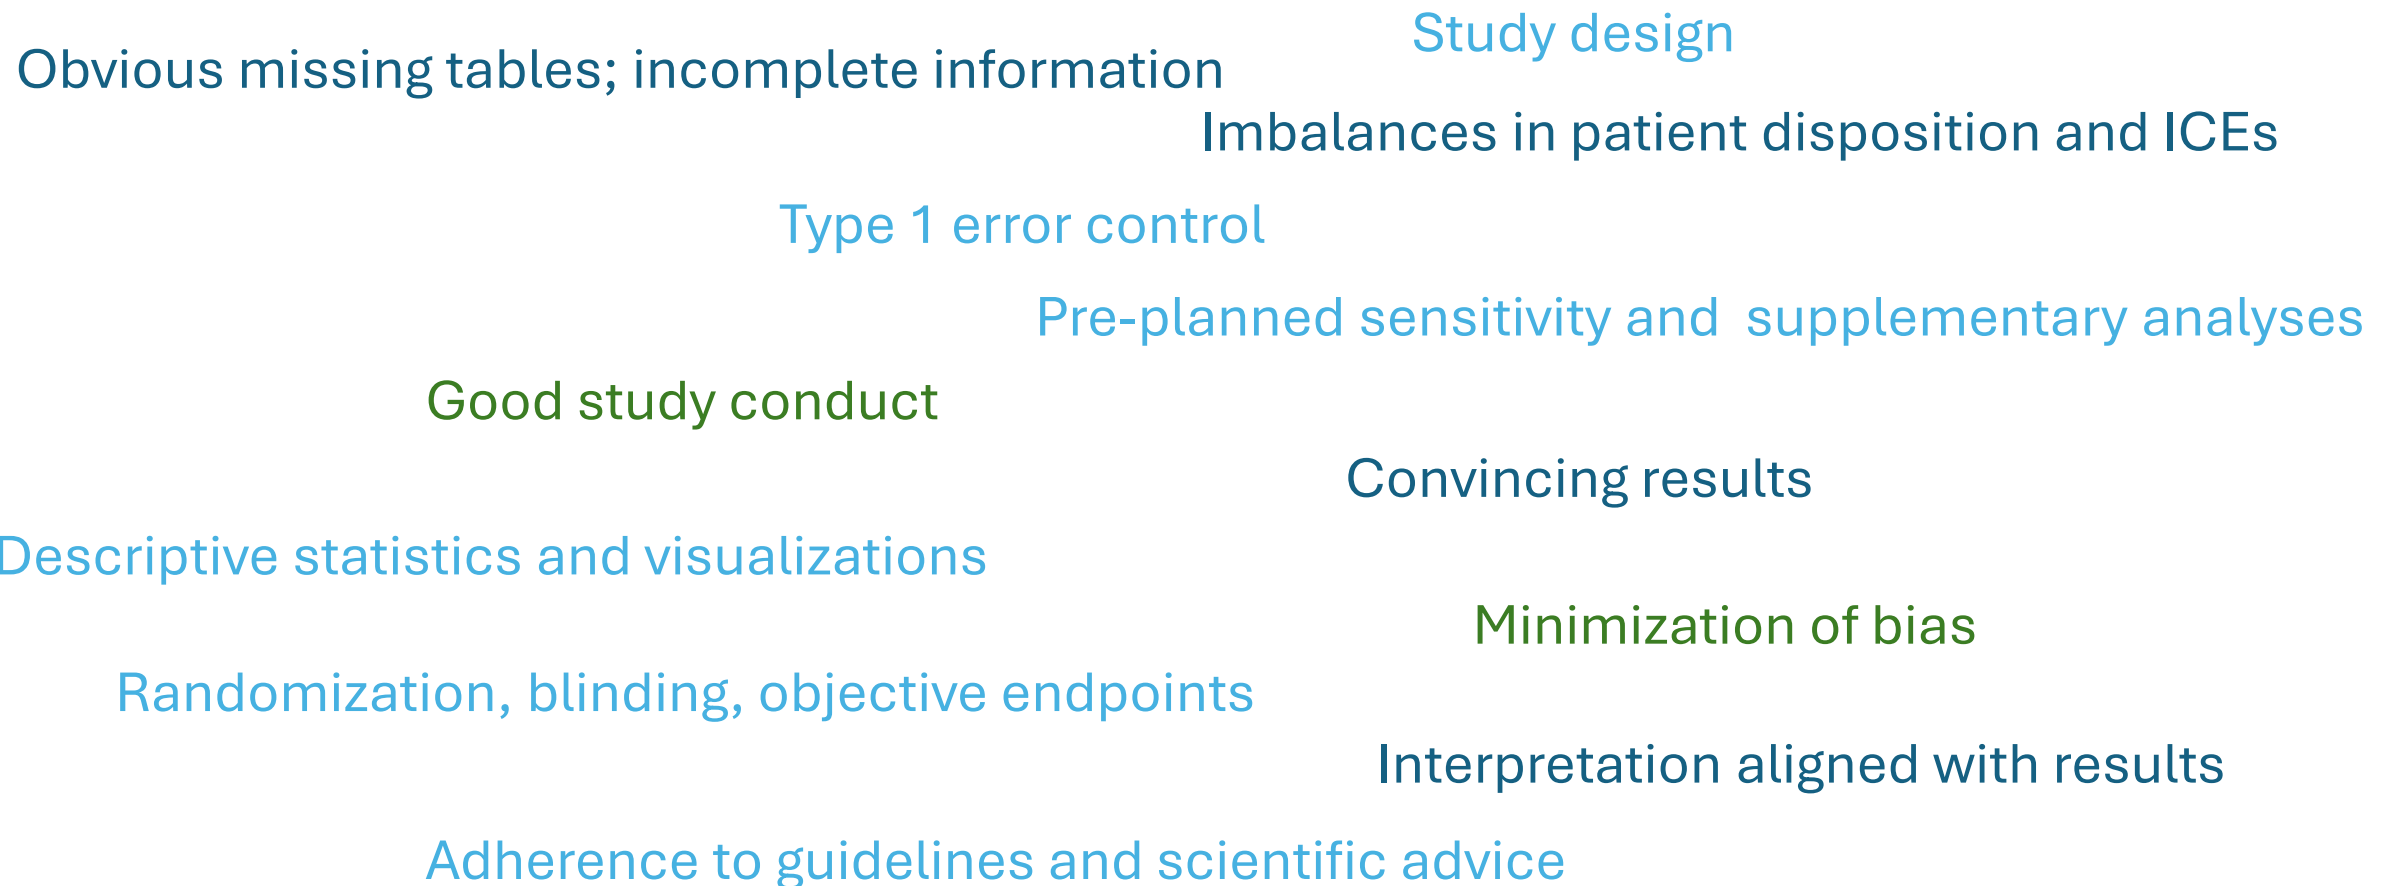 Study design
Obvious missing tables; incomplete information
Imbalances in patient disposition and ICEs
Type 1 error control
Pre-planned sensitivity and  supplementary analyses
Good study conduct
Convincing results
Descriptive statistics and visualizations
Minimization of bias
Randomization, blinding, objective endpoints
Interpretation aligned with results
Adherence to guidelines and scientific advice